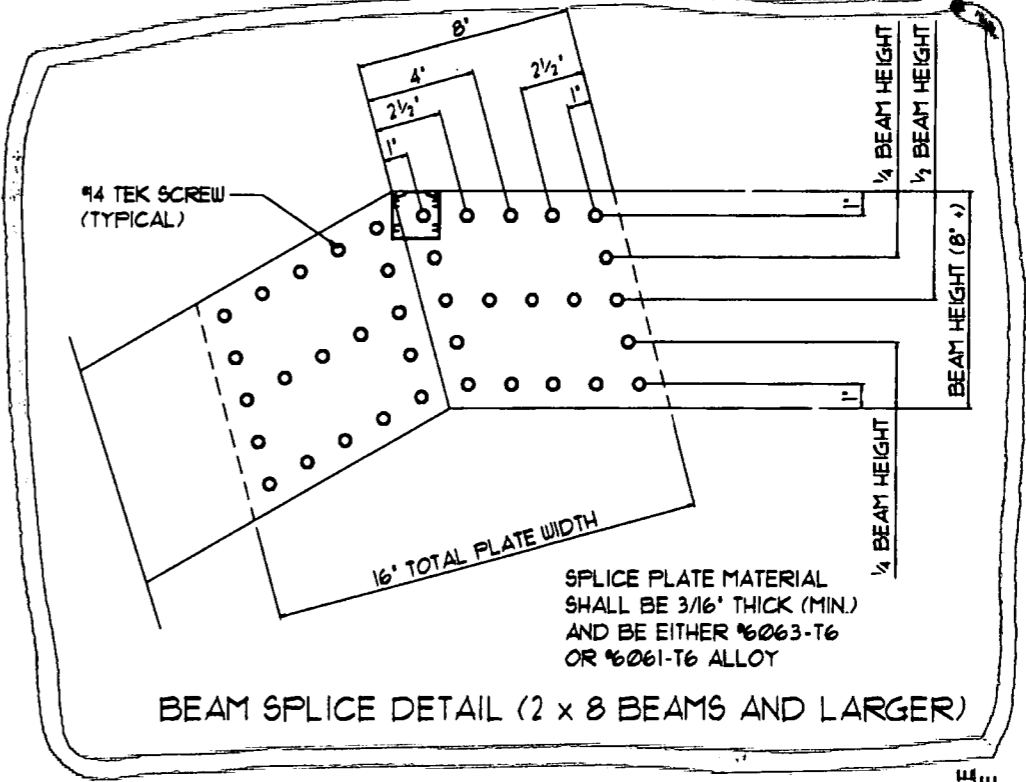 8"
4"
2½"
1"
2½"
1"
#14 TEK SCREW
(TYPICAL)
¼ BEAM HEIGHT
½ BEAM HEIGHT
1"
BEAM HEIGHT (8" +)
1"
¼ BEAM HEIGHT
16" TOTAL PLATE WIDTH
SPLICE PLATE MATERIAL
SHALL BE 3/16" THICK (MIN.)
AND BE EITHER #6063-T6
OR #6061-T6 ALLOY
BEAM SPLICE DETAIL (2 x 8 BEAMS AND LARGER)